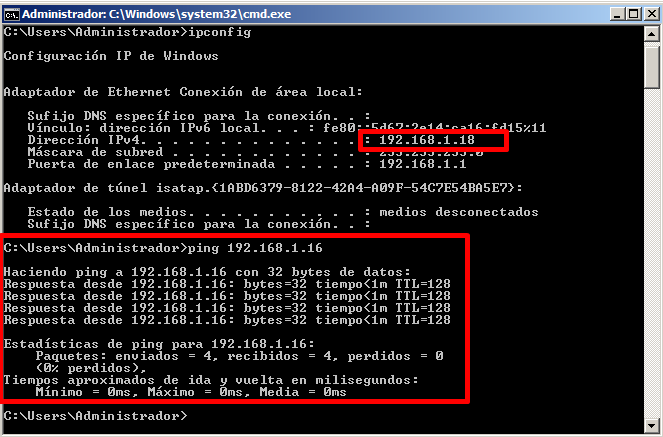 Administrador: C:\Windows\system32\cmd.exe
C:\Users\Administrador>ipconfig
Configuración IP de Windows
Adaptador de Ethernet Conexión de área local:
Sufijo DNS específico para la conexión. . :
Vínculo: dirección IPv6 local. . . : fe80::5d67:2e14:ca16:fd15%11
Dirección IPv4. . . . . . . . . . . . . . : 192.168.1.18
Máscara de subred . . . . . . . . . . . . : 255.255.255.0
Puerta de enlace predeterminada . . . . . : 192.168.1.1
Adaptador de túnel isatap.{1ABD6379-8122-42A4-A09F-54C7E54BA5E7}:
Estado de los medios. . . . . . . . . . . : medios desconectados
Sufijo DNS específico para la conexión. . :
C:\Users\Administrador>ping 192.168.1.16
Haciendo ping a 192.168.1.16 con 32 bytes de datos:
Respuesta desde 192.168.1.16: bytes=32 tiempo<1m TTL=128
Respuesta desde 192.168.1.16: bytes=32 tiempo<1m TTL=128
Respuesta desde 192.168.1.16: bytes=32 tiempo<1m TTL=128
Respuesta desde 192.168.1.16: bytes=32 tiempo<1m TTL=128
Estadísticas de ping para 192.168.1.16:
Paquetes: enviados = 4, recibidos = 4, perdidos = 0
(0% perdidos),
Tiempos aproximados de ida y vuelta en milisegundos:
Mínimo = 0ms, Máximo = 0ms, Media = 0ms
C:\Users\Administrador>